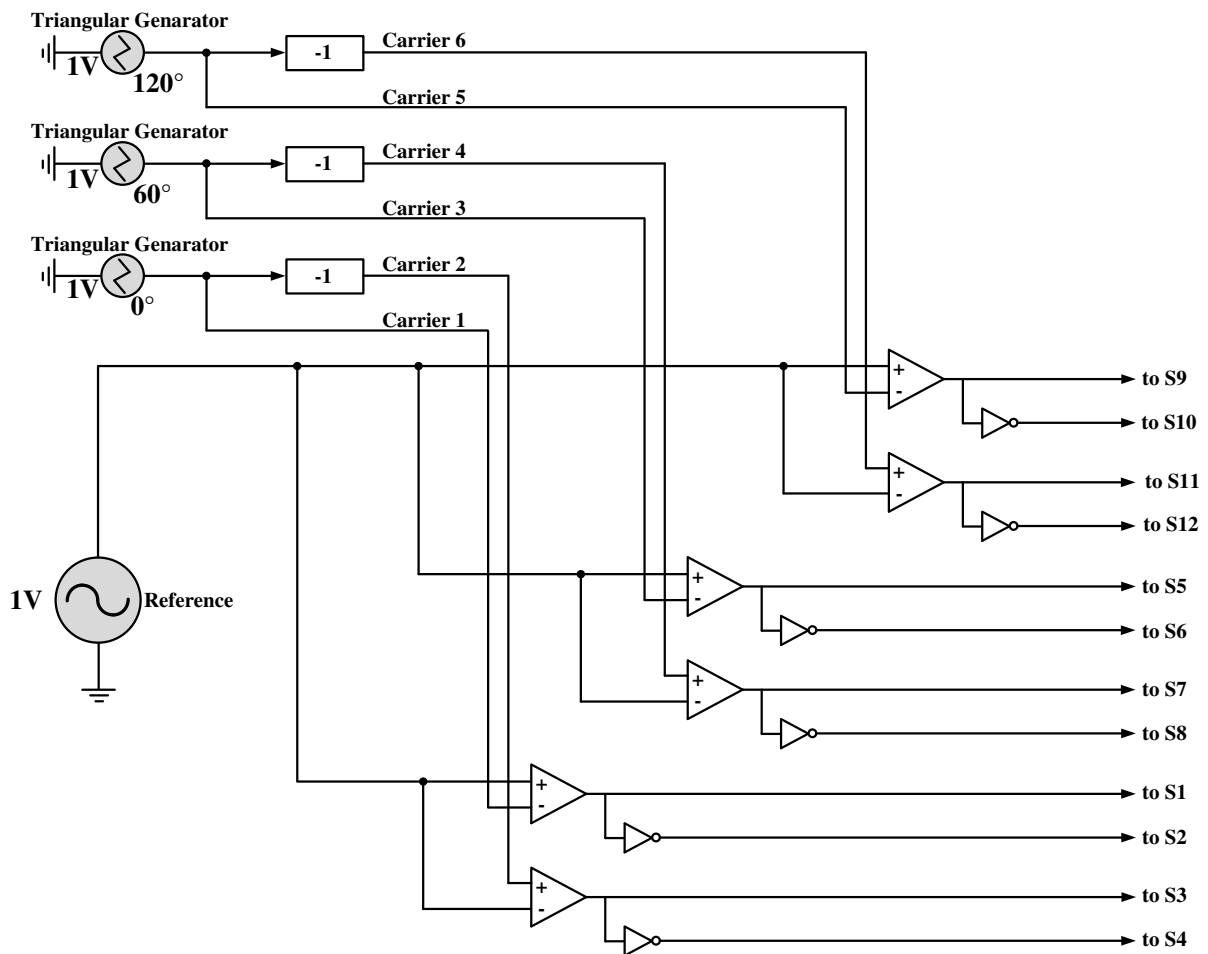 Triangular Genarator
1V
120°
-1
Carrier 6
Carrier 5
Triangular Genarator
1V
60°
-1
Carrier 4
Carrier 3
Triangular Genarator
1V
0°
-1
Carrier 2
Carrier 1
+
-
to S9
to S10
+
-
to S11
to S12
1V
Reference
+
-
to S5
to S6
+
-
to S7
to S8
+
-
to S1
to S2
+
-
to S3
to S4